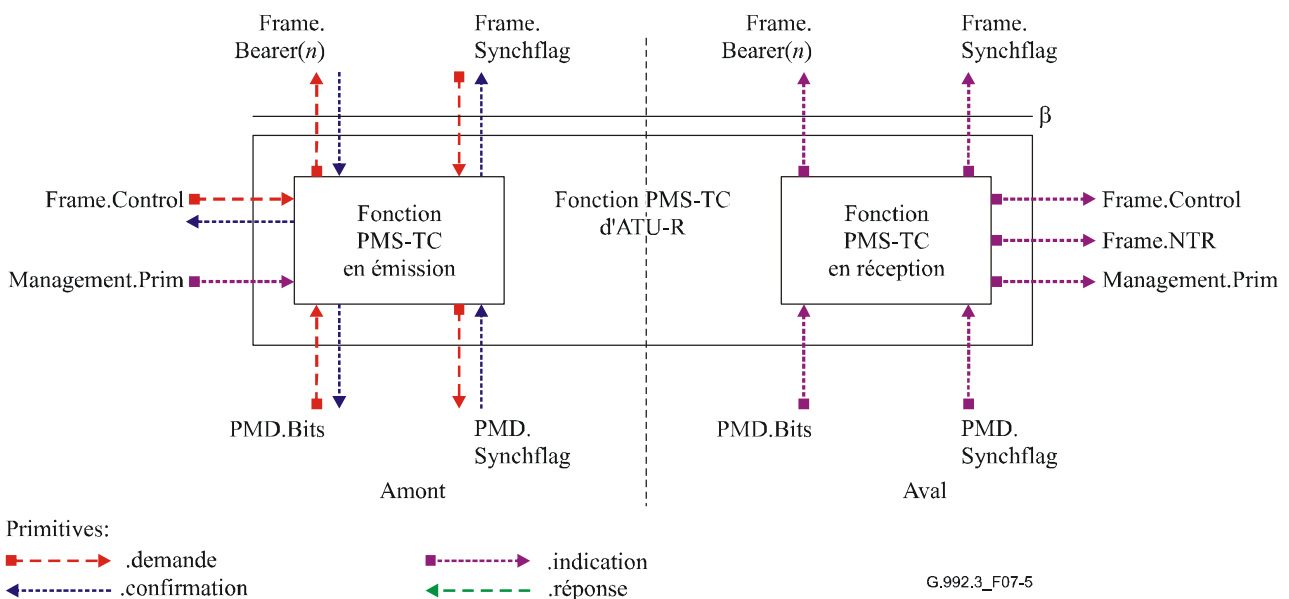 Frame.
Bearer(n)
Frame.
Synchflag
Frame.
Bearer(n)
Frame.
Synchflag
β
Frame.Control
Management.Prim
Fonction
PMS-TC
en émission
Fonction PMS-TC
d'ATU-R
Fonction
PMS-TC
en réception
Frame.Control
Frame.NTR
Management.Prim
PMD.Bits
PMD.
Synchflag
PMD.Bits
PMD.
Synchflag
Amont
Aval
Primitives:
.demande
.indication
.confirmation
.réponse
G.992.3_F07-5